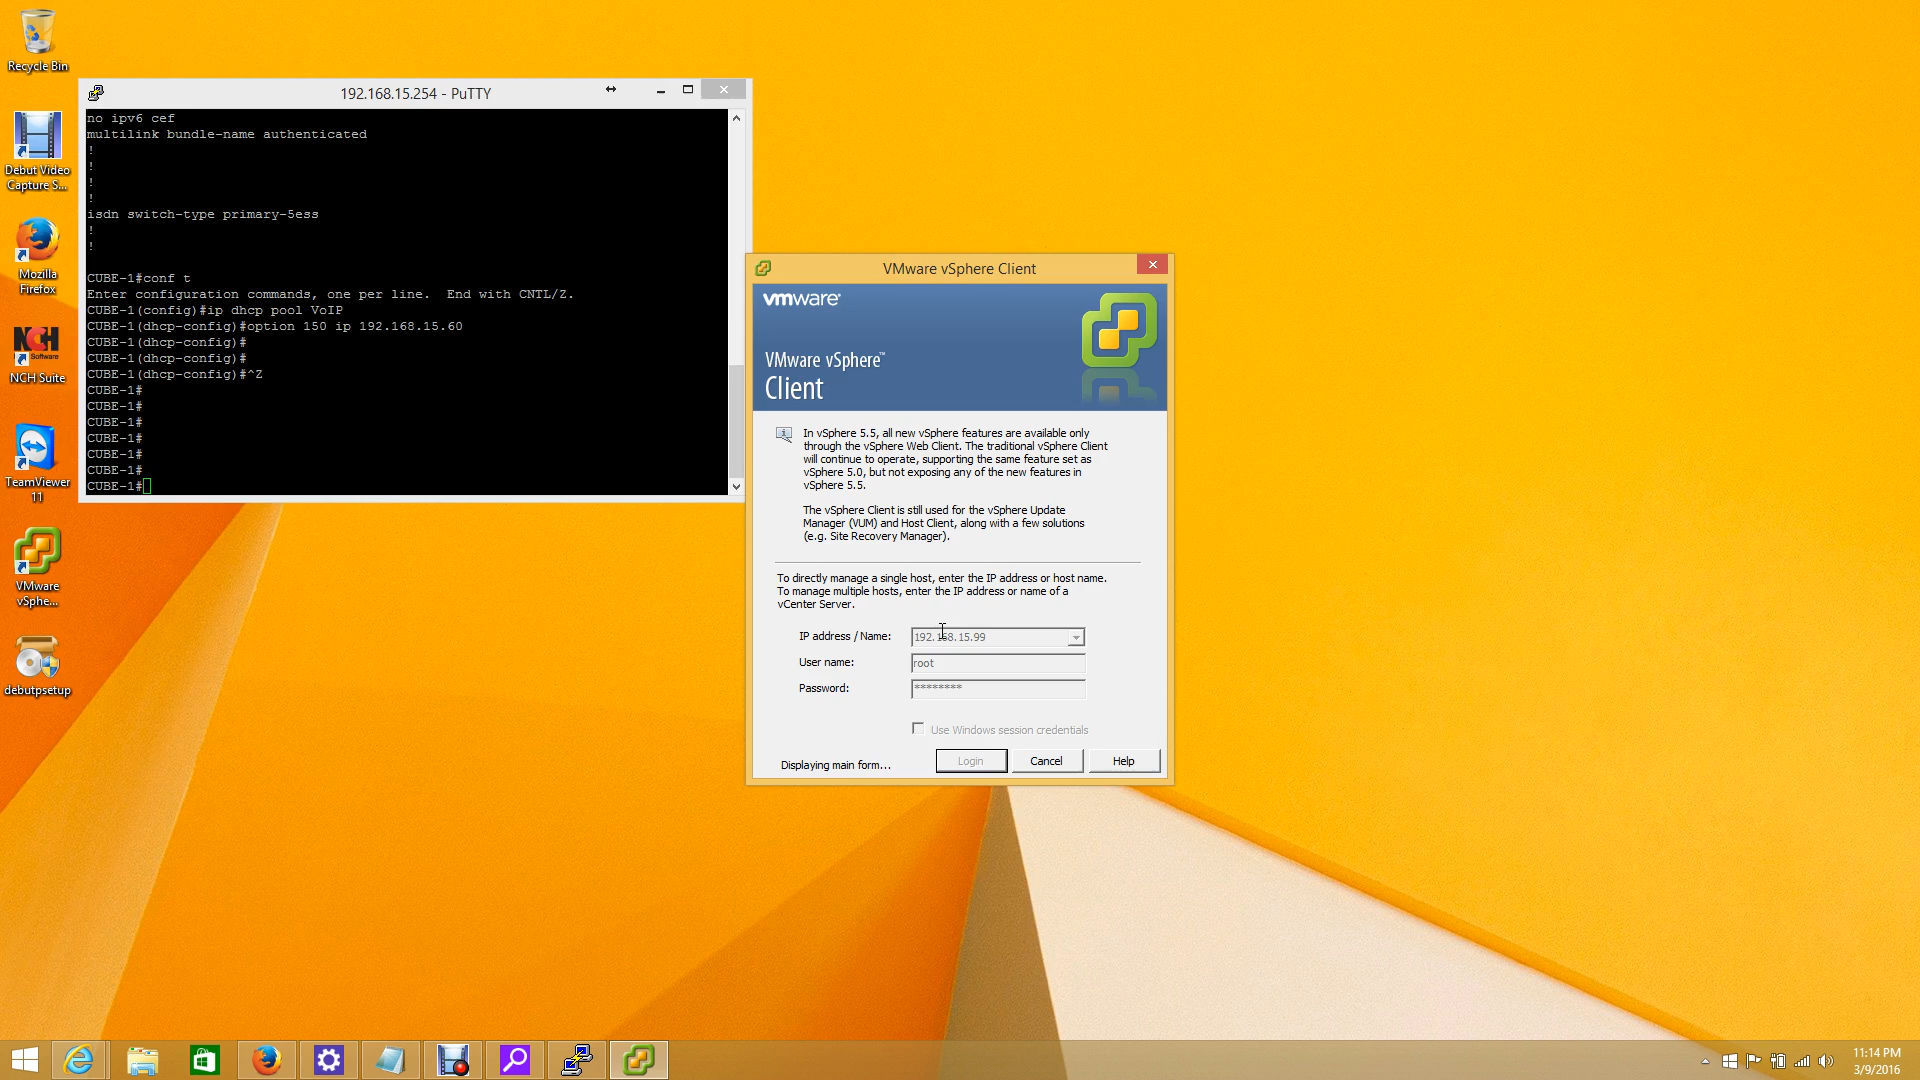 Recycle Bin
Debut Video
Capture S...
Mozilla
Firefox
NCH
Software
NCH Suite
TeamViewer
11
VMware
vSphe...
debutpsetup
192.168.15.254 - PuTTY
no ipv6 cef
multilink bundle-name authenticated
!
!
!
!
isdn switch-type primary-5ess
!
!
CUBE-1#conf t
Enter configuration commands, one per line.  End with CNTL/Z.
CUBE-1(config)#ip dhcp pool VoIP
CUBE-1(dhcp-config)#option 150 ip 192.168.15.60
CUBE-1(dhcp-config)#
CUBE-1(dhcp-config)#
CUBE-1(dhcp-config)#^Z
CUBE-1#
CUBE-1#
CUBE-1#
CUBE-1#
CUBE-1#
CUBE-1#
CUBE-1#
VMware vSphere Client
vmware
VMware vSphere™
Client
In vSphere 5.5, all new vSphere features are available only
through the vSphere Web Client. The traditional vSphere Client
will continue to operate, supporting the same feature set as
vSphere 5.0, but not exposing any of the new features in
vSphere 5.5.
The vSphere Client is still used for the vSphere Update
Manager (VUM) and Host Client, along with a few solutions
(e.g. Site Recovery Manager).
To directly manage a single host, enter the IP address or host name.
To manage multiple hosts, enter the IP address or name of a
vCenter Server.
IP address / Name: 192.168.15.99
User name: root
Password: ********
Use Windows session credentials
Displaying main form... Login Cancel Help
11:14 PM
3/9/2016